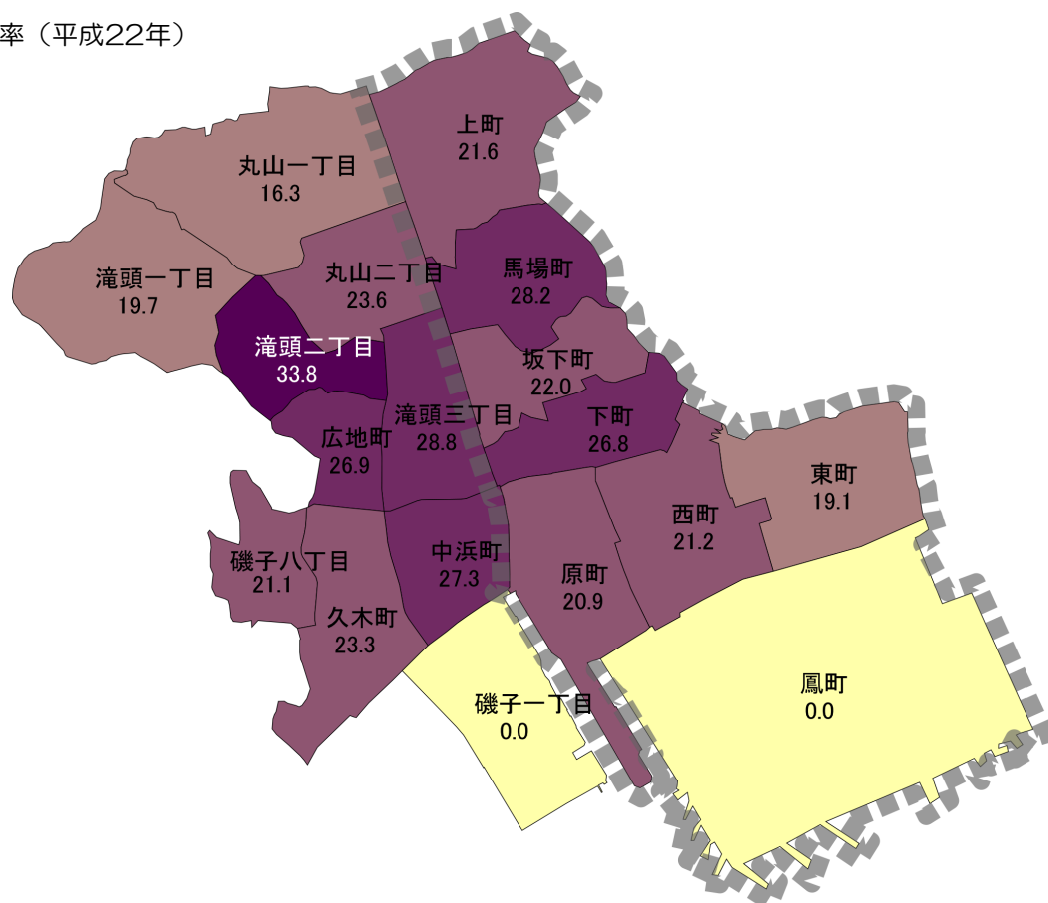 率（平成22年）
上町
21.6
丸山一丁目
16.3
馬場町
28.2
丸山二丁目
23.6
滝頭一丁目
19.7
滝頭二丁目
33.8
坂下町
22.0
滝頭三丁目
28.8
下町
26.8
広地町
26.9
東町
19.1
西町
21.2
中浜町
27.3
磯子八丁目
21.1
原町
20.9
久木町
23.3
鳳町
0.0
磯子一丁目
0.0